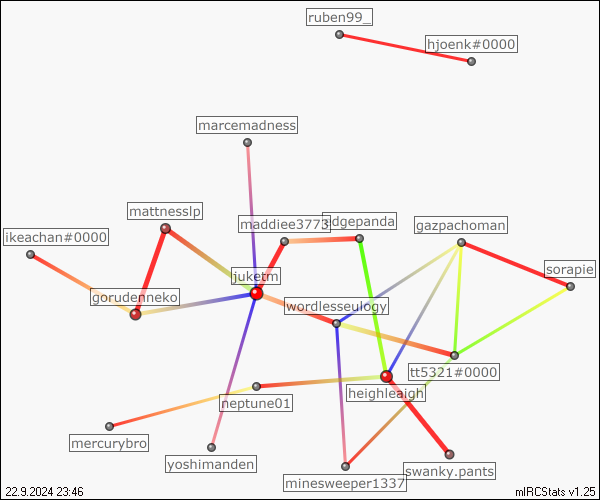 ruben99_
hjoenk#0000
marcemadness
mattnesslp
maddiee3773
edgepanda
gazpachoman
ikeachan#0000
juketm
sorapie
gorudenneko
wordlesseulogy
tt5321#0000
heighleaigh
neptune01
mercurybro
yoshimanden
swanky.pants
minesweeper1337
22.9.2024 23:46
mIRCStats v1.25